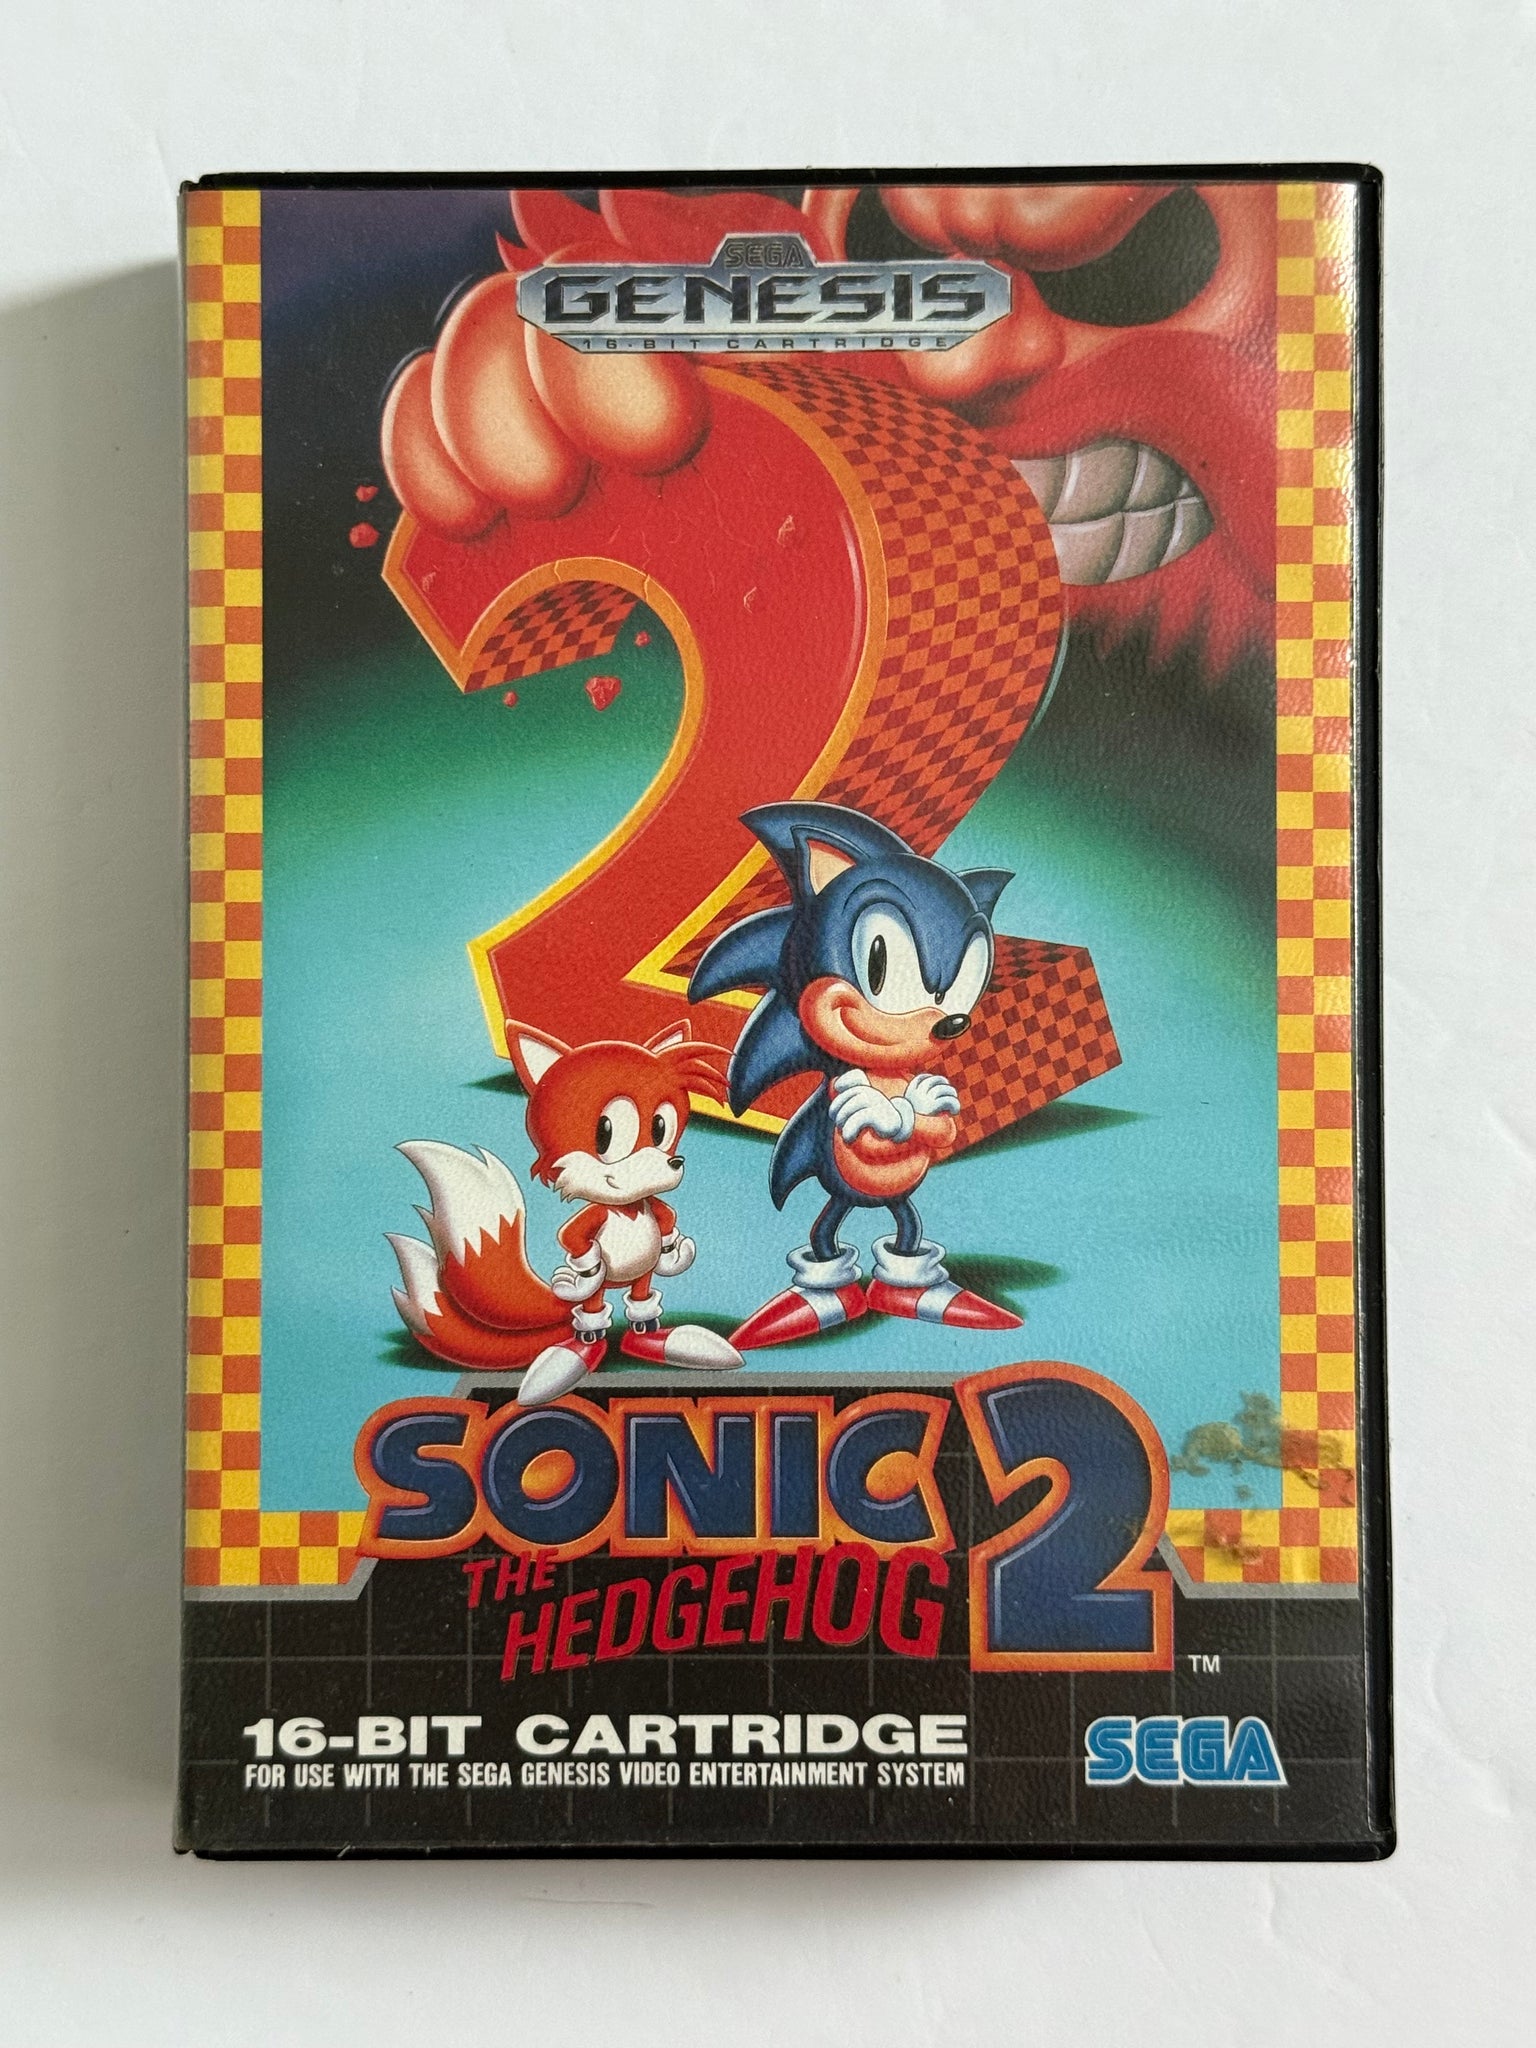 SEGA
GENESIS
16-BIT CARTRIDGE
SONIC 2
THE
HEDGEHOG
TM
16-BIT CARTRIDGE
FOR USE WITH THE SEGA GENESIS VIDEO ENTERTAINMENT SYSTEM
SEGA